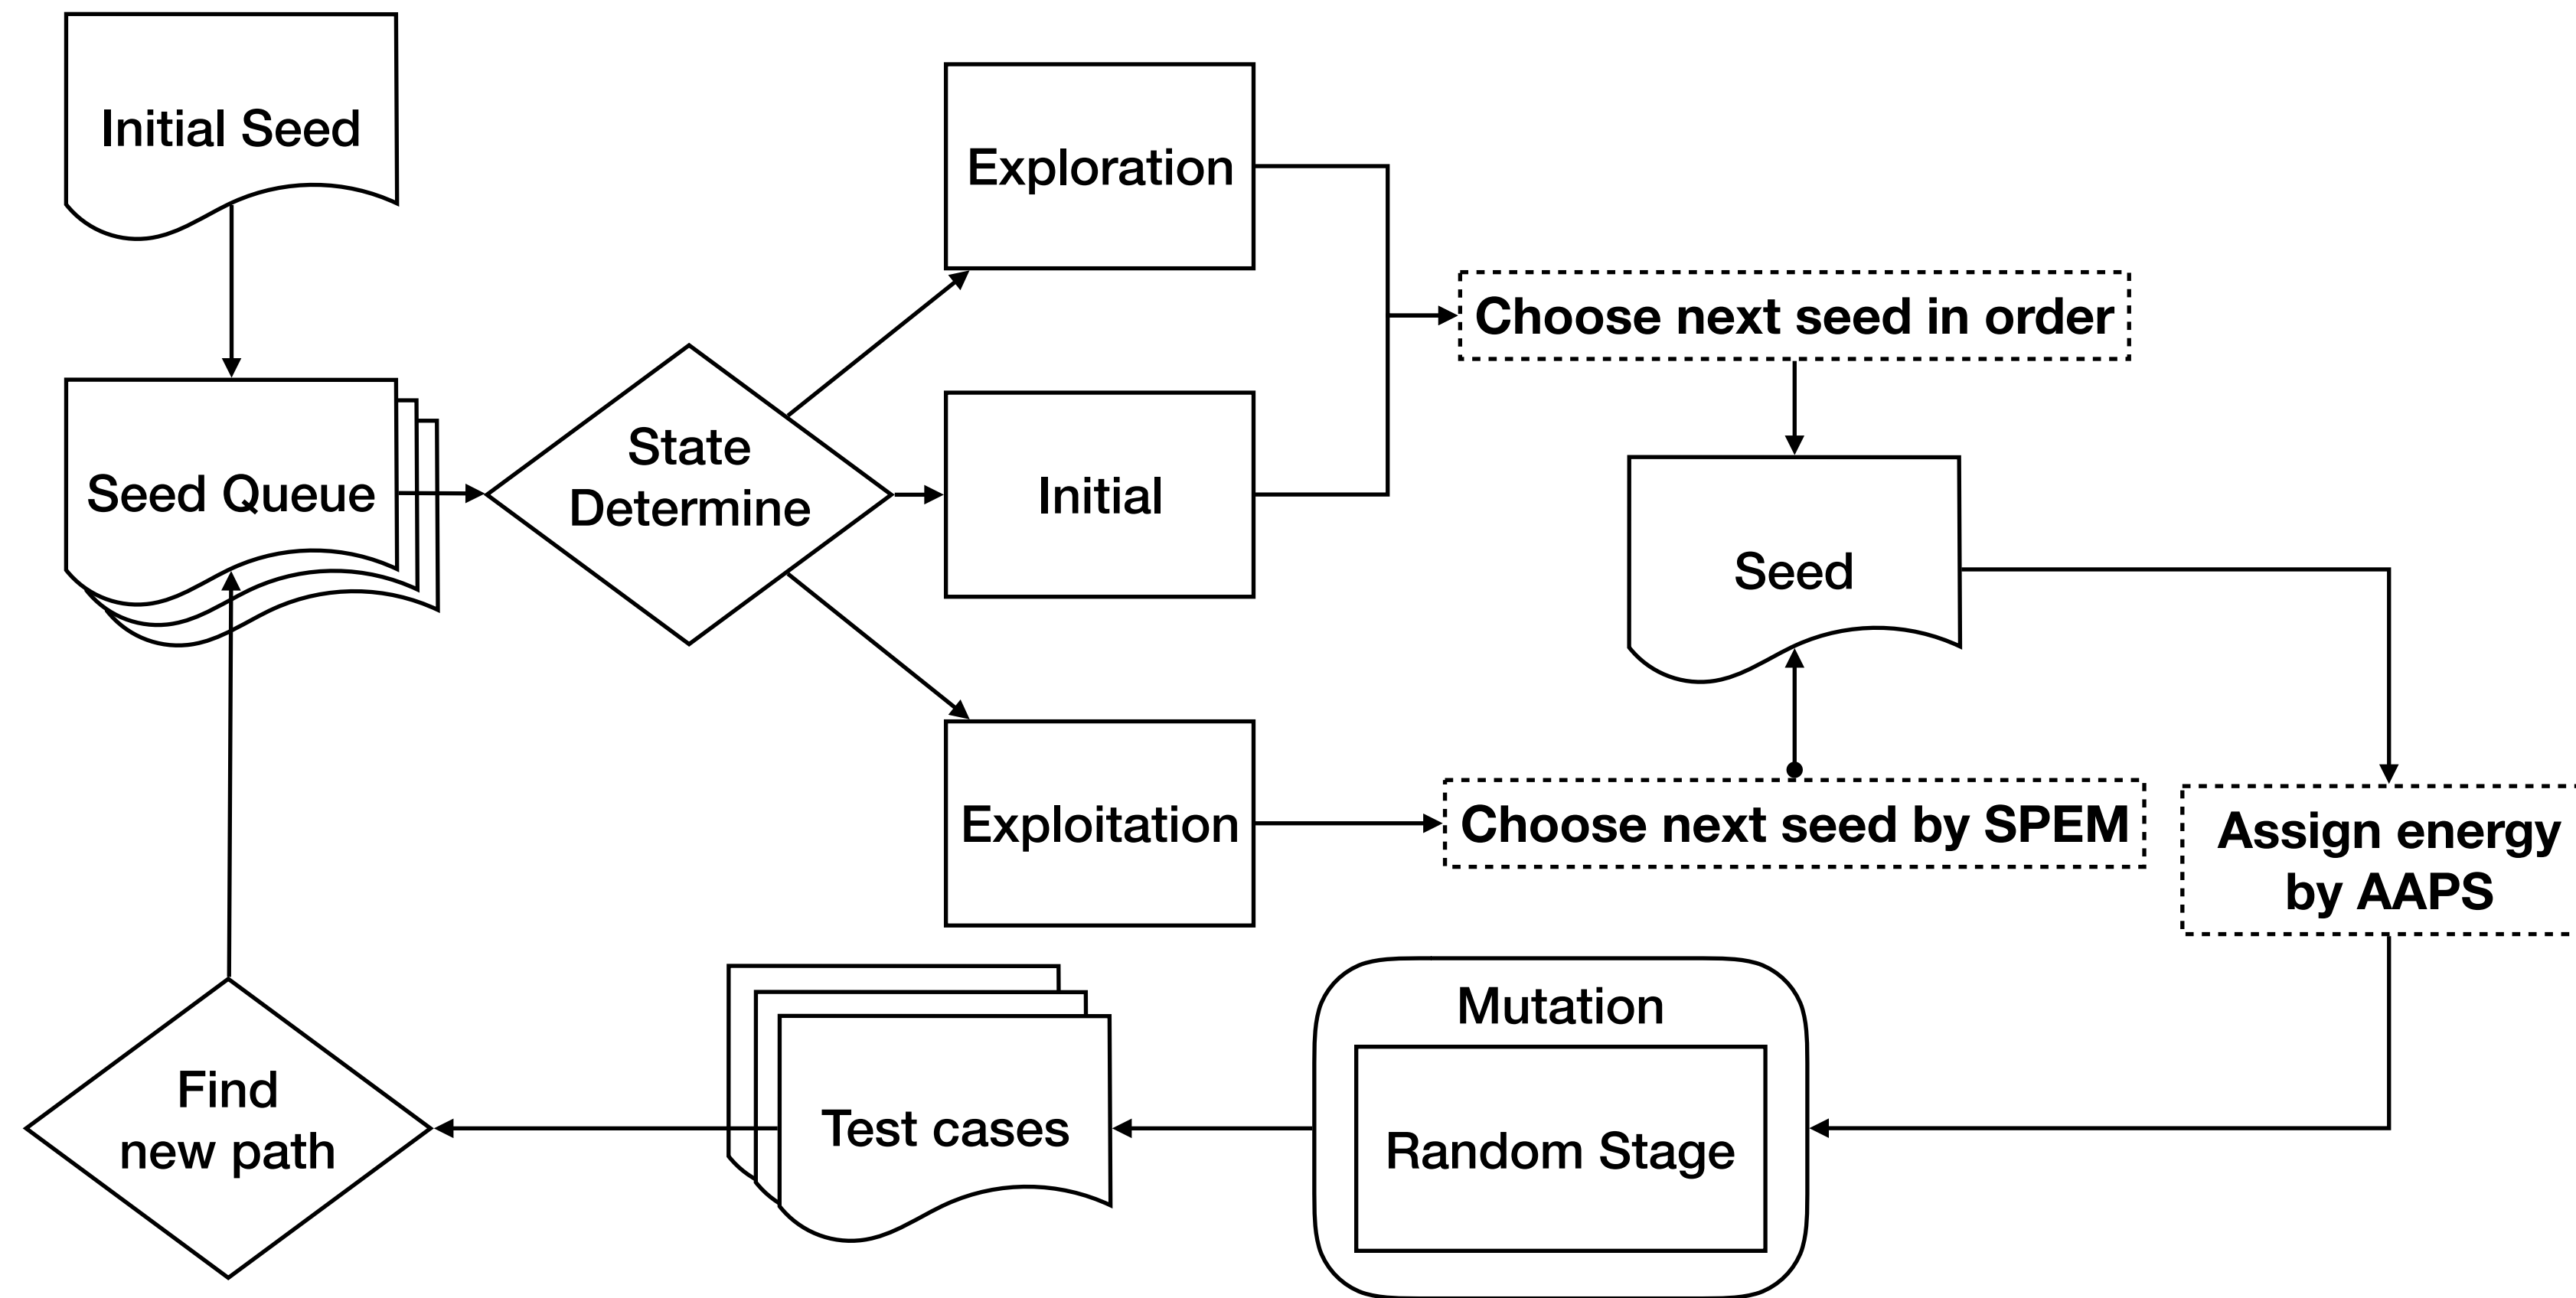 Initial Seed
Exploration
Choose next seed in order
State
Determine
Seed Queue
Initial
Seed
Exploitation
Choose next seed by SPEM
Assign energy
by AAPS
Mutation
Random Stage
Test cases
Find
new path